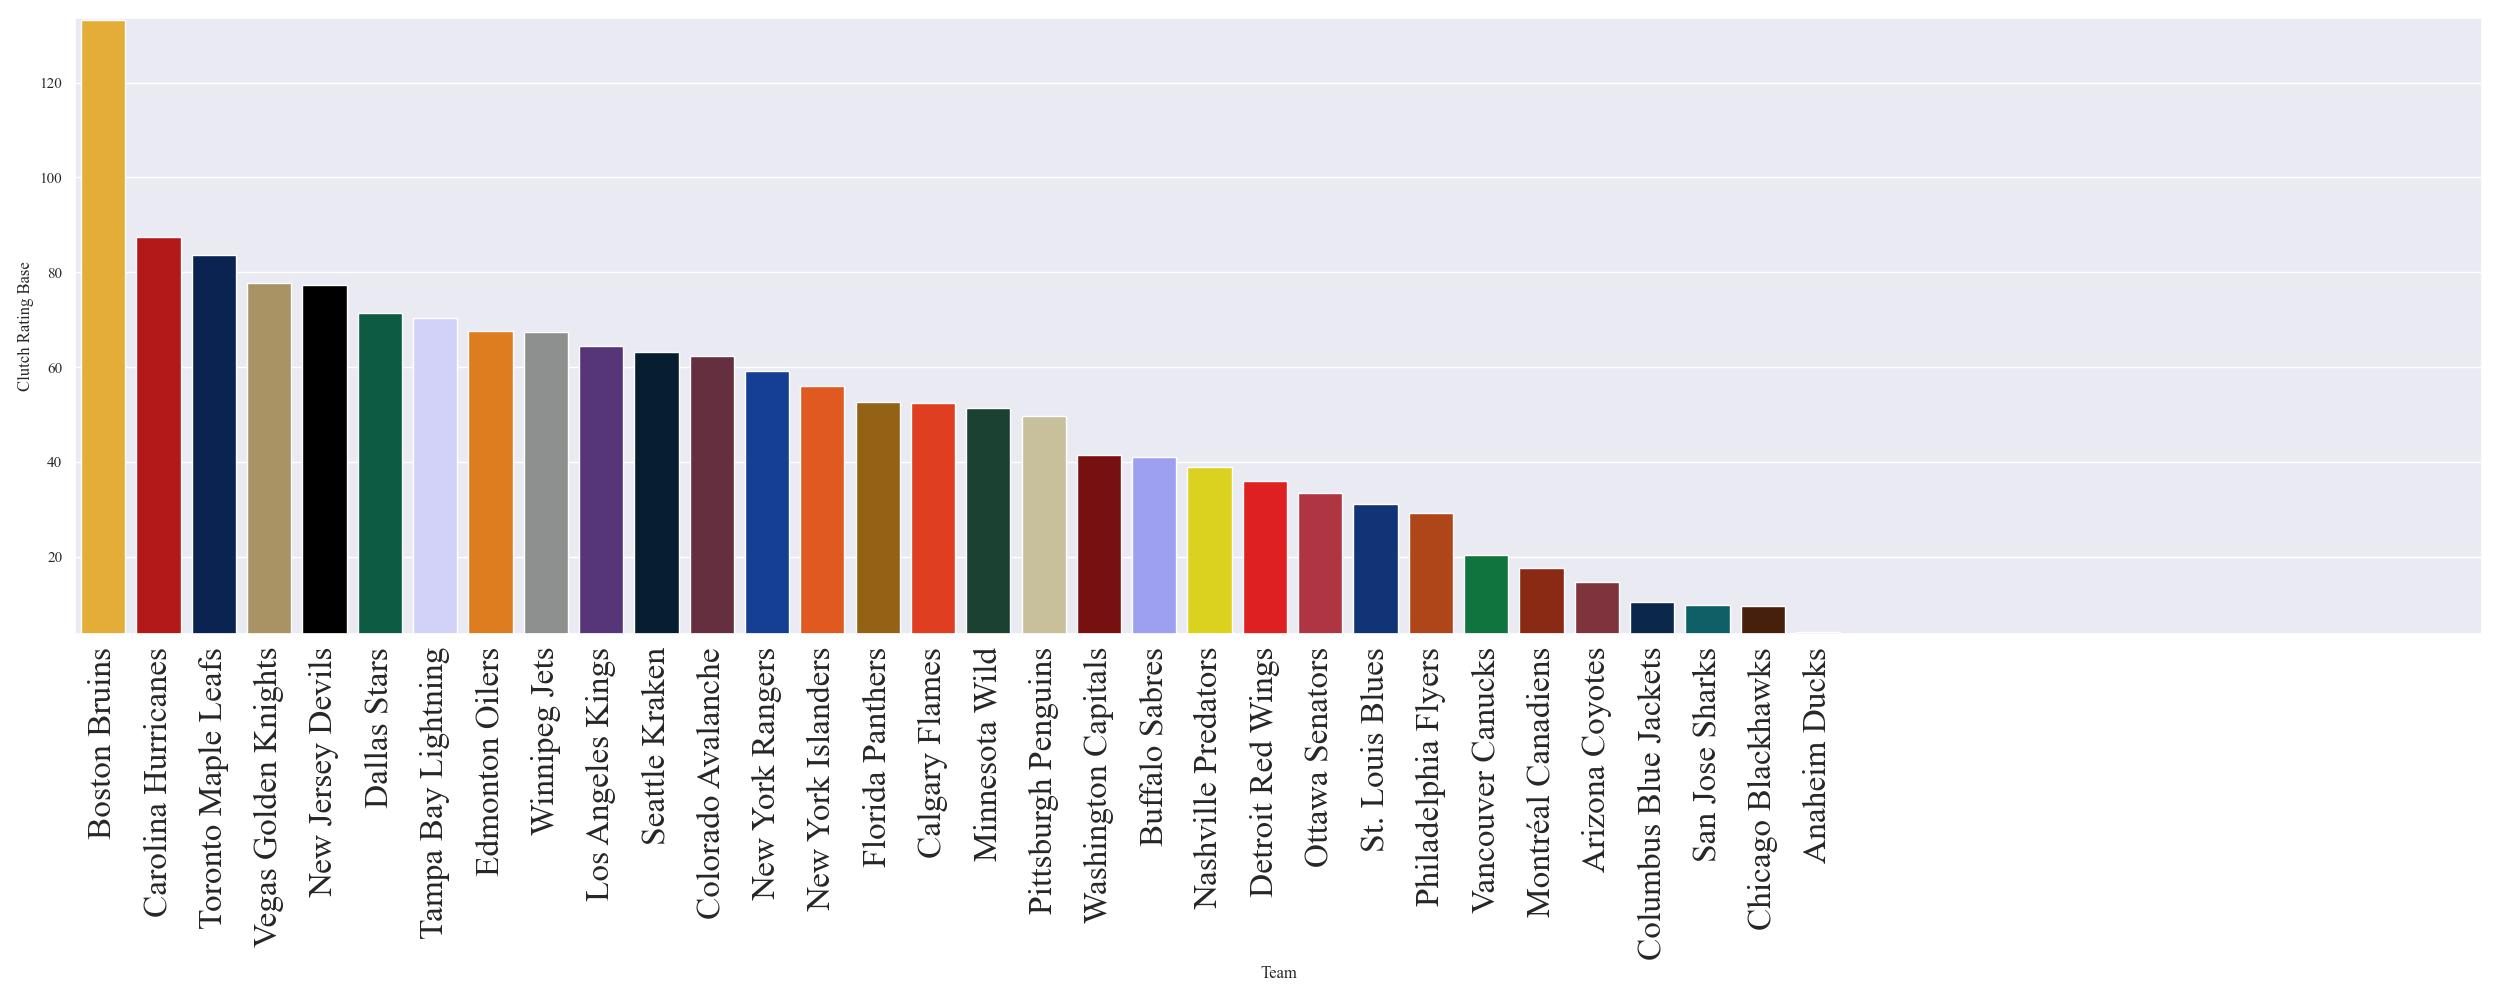 120
100
80
60
40
20
Clutch Rating Base
Boston Bruins
Carolina Hurricanes
Toronto Maple Leafs
Vegas Golden Knights
New Jersey Devils
Dallas Stars
Tampa Bay Lightning
Edmonton Oilers
Winnipeg Jets
Los Angeles Kings
Seattle Kraken
Colorado Avalanche
New York Rangers
New York Islanders
Florida Panthers
Calgary Flames
Minnesota Wild
Pittsburgh Penguins
Washington Capitals
Buffalo Sabres
Nashville Predators
Detroit Red Wings
Ottawa Senators
St. Louis Blues
Philadelphia Flyers
Vancouver Canucks
Montréal Canadiens
Arizona Coyotes
Columbus Blue Jackets
San Jose Sharks
Chicago Blackhawks
Anaheim Ducks
Team